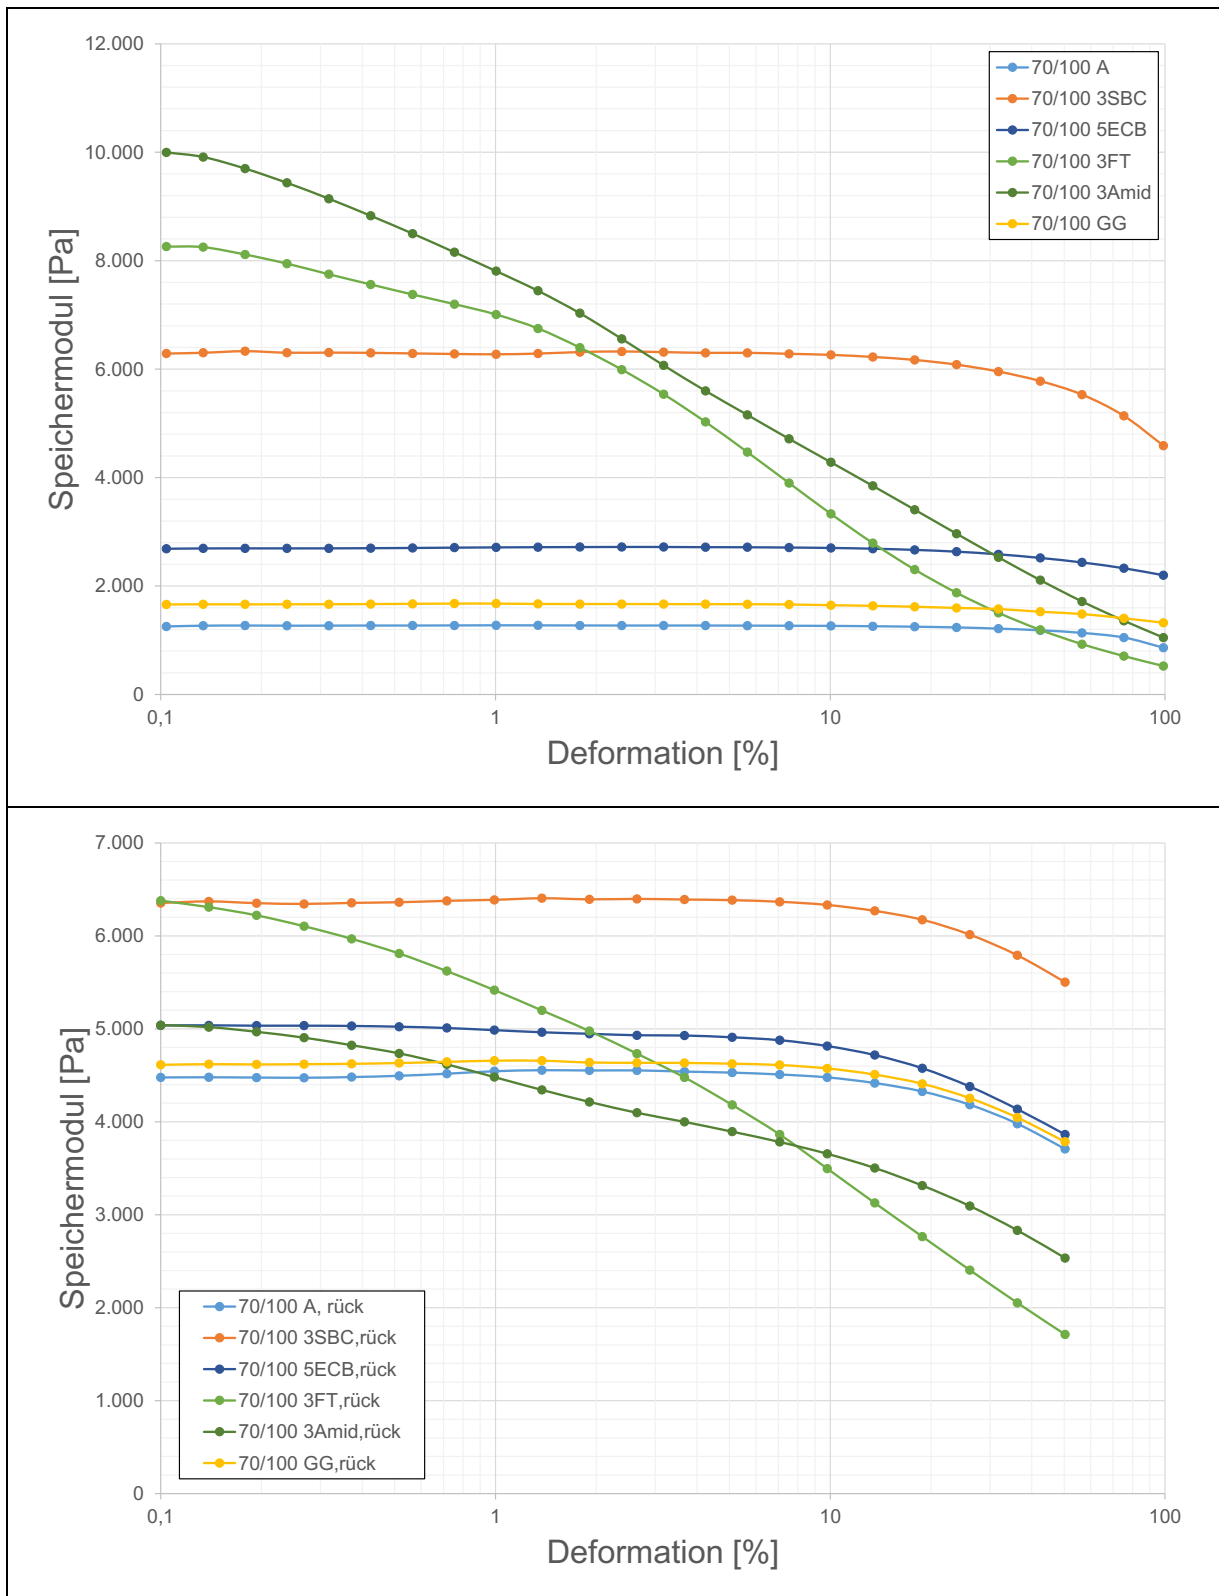 12.000
10.000
8.000
6.000
4.000
2.000
0
Speichermodul [Pa]
70/100 A
70/100 3SBC
70/100 5ECB
70/100 3FT
70/100 3Amid
70/100 GG
0,1 1 10 100
Deformation [%]
7.000
6.000
5.000
4.000
3.000
2.000
1.000
0
Speichermodul [Pa]
70/100 A, rück
70/100 3SBC,rück
70/100 5ECB,rück
70/100 3FT,rück
70/100 3Amid,rück
70/100 GG,rück
0,1 1 10 100
Deformation [%]